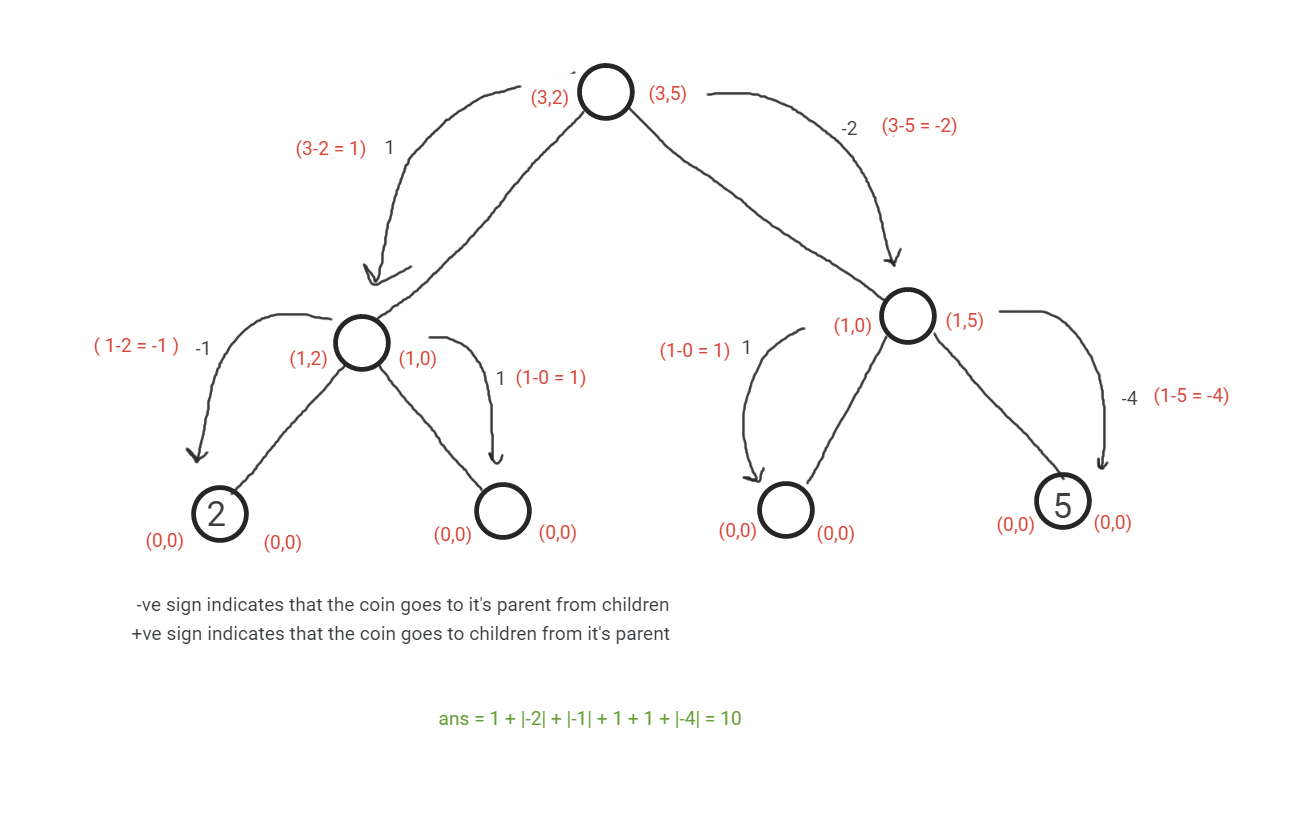 (3,2) (3,5)
-2 (3-5 = -2)
(3-2 = 1) 1
(1,0) (1,5)
( 1-2 = -1 ) -1
(1,2) (1,0)
(1-0 = 1) 1
1 (1-0 = 1)
-4 (1-5 = -4)
2
5
(0,0) (0,0)
(0,0) (0,0)
(0,0) (0,0)
(0,0) (0,0)
-ve sign indicates that the coin goes to it's parent from children
+ve sign indicates that the coin goes to children from it's parent
ans = 1 + |-2| + |-1| + 1 + 1 + |-4| = 10